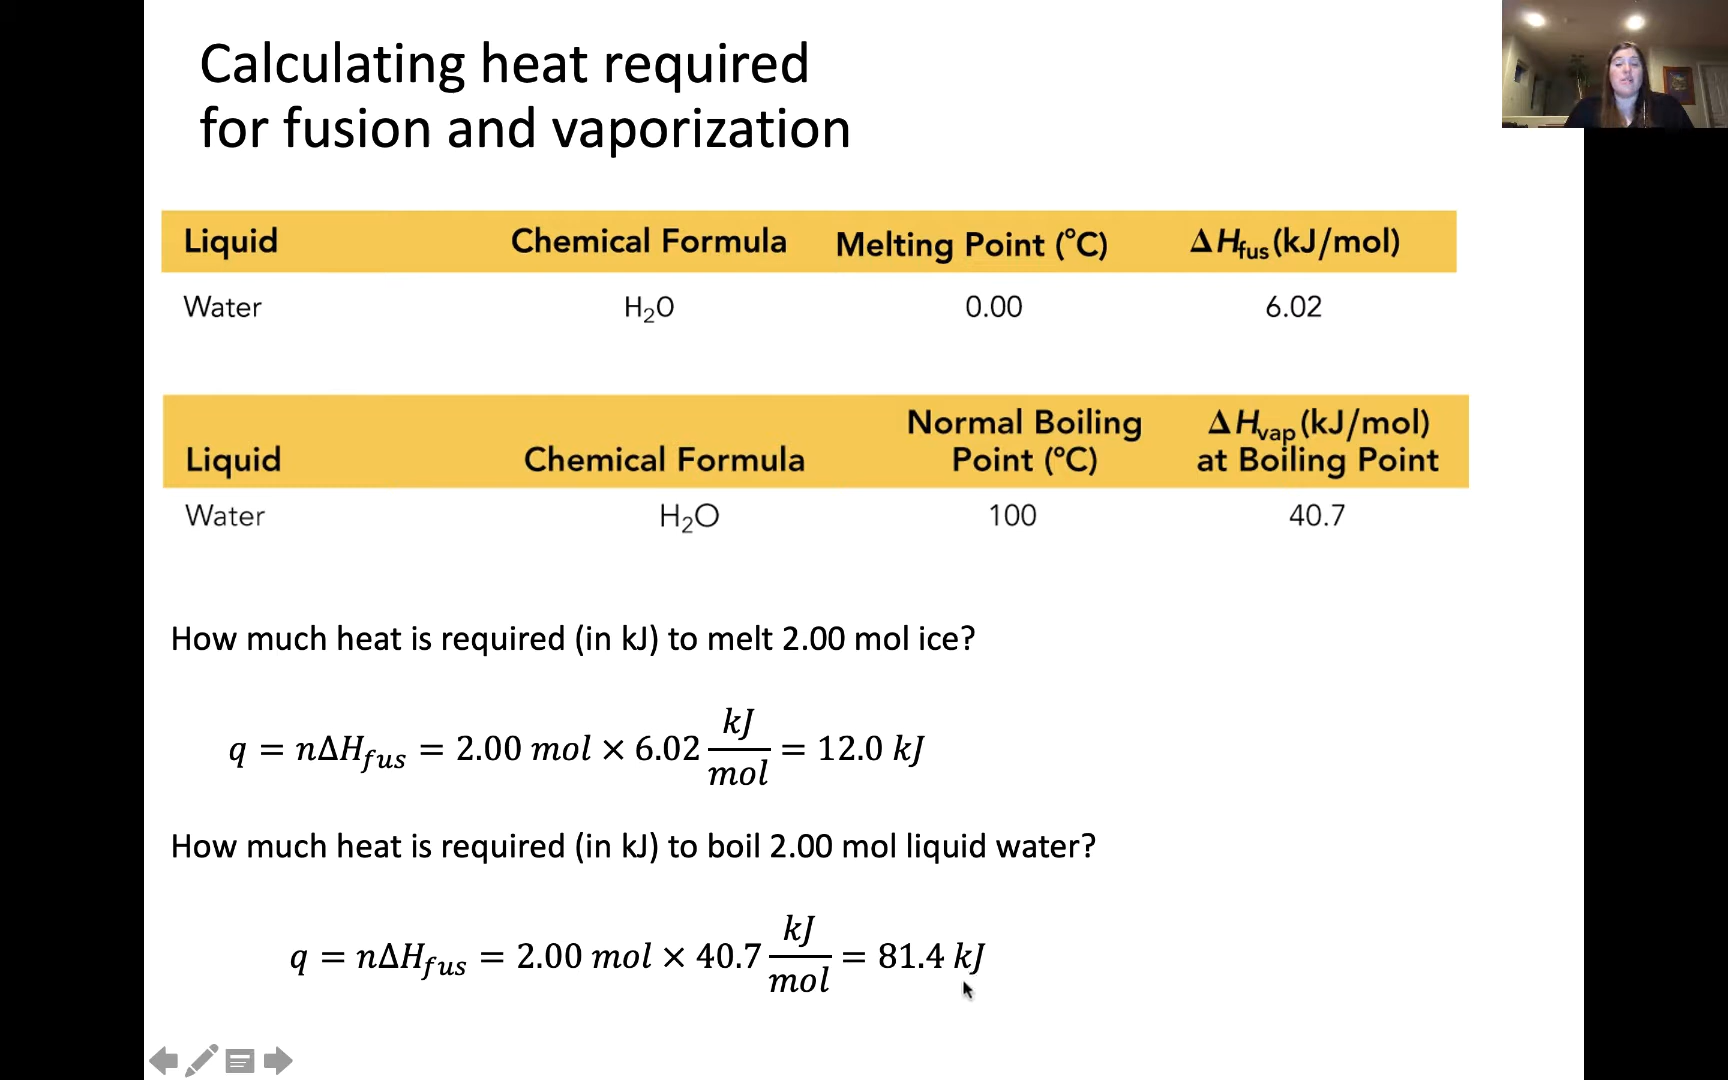 Calculating heat required
for fusion and vaporization
Liquid Chemical Formula Melting Point (°C) ΔHfus (kJ/mol)
Water H₂O 0.00 6.02
Liquid Chemical Formula Normal Boiling Point (°C) ΔHvap (kJ/mol) at Boiling Point
Water H₂O 100 40.7
How much heat is required (in kJ) to melt 2.00 mol ice?
q = nΔHfus = 2.00 mol × 6.02 kJ/mol = 12.0 kJ
How much heat is required (in kJ) to boil 2.00 mol liquid water?
q = nΔHfus = 2.00 mol × 40.7 kJ/mol = 81.4 kJ